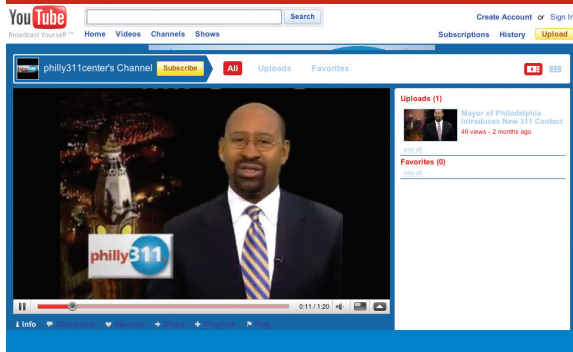 YouTube
Search
Create Account or Sign In
Broadcast Yourself ™
Home Videos Channels Shows
Subscriptions History Upload
philly311center's Channel Subscribe All Uploads Favorites
Uploads (1)
Mayor of Philadelphia
Introduces New 311 Contact
49 views - 2 months ago
see all
Favorites (0)
see all
philly311
0:11 / 1:20
Info Comments Favorite Share Playlists Flag